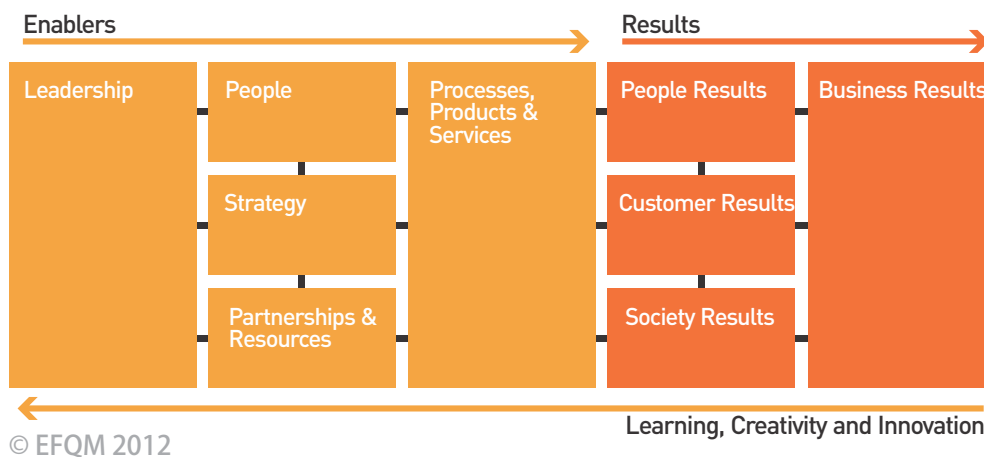 Enablers
Results
Leadership
People
Processes,
Products &
Services
People Results
Business Results
Strategy
Customer Results
Partnerships &
Resources
Society Results
Learning, Creativity and Innovation
© EFQM 2012